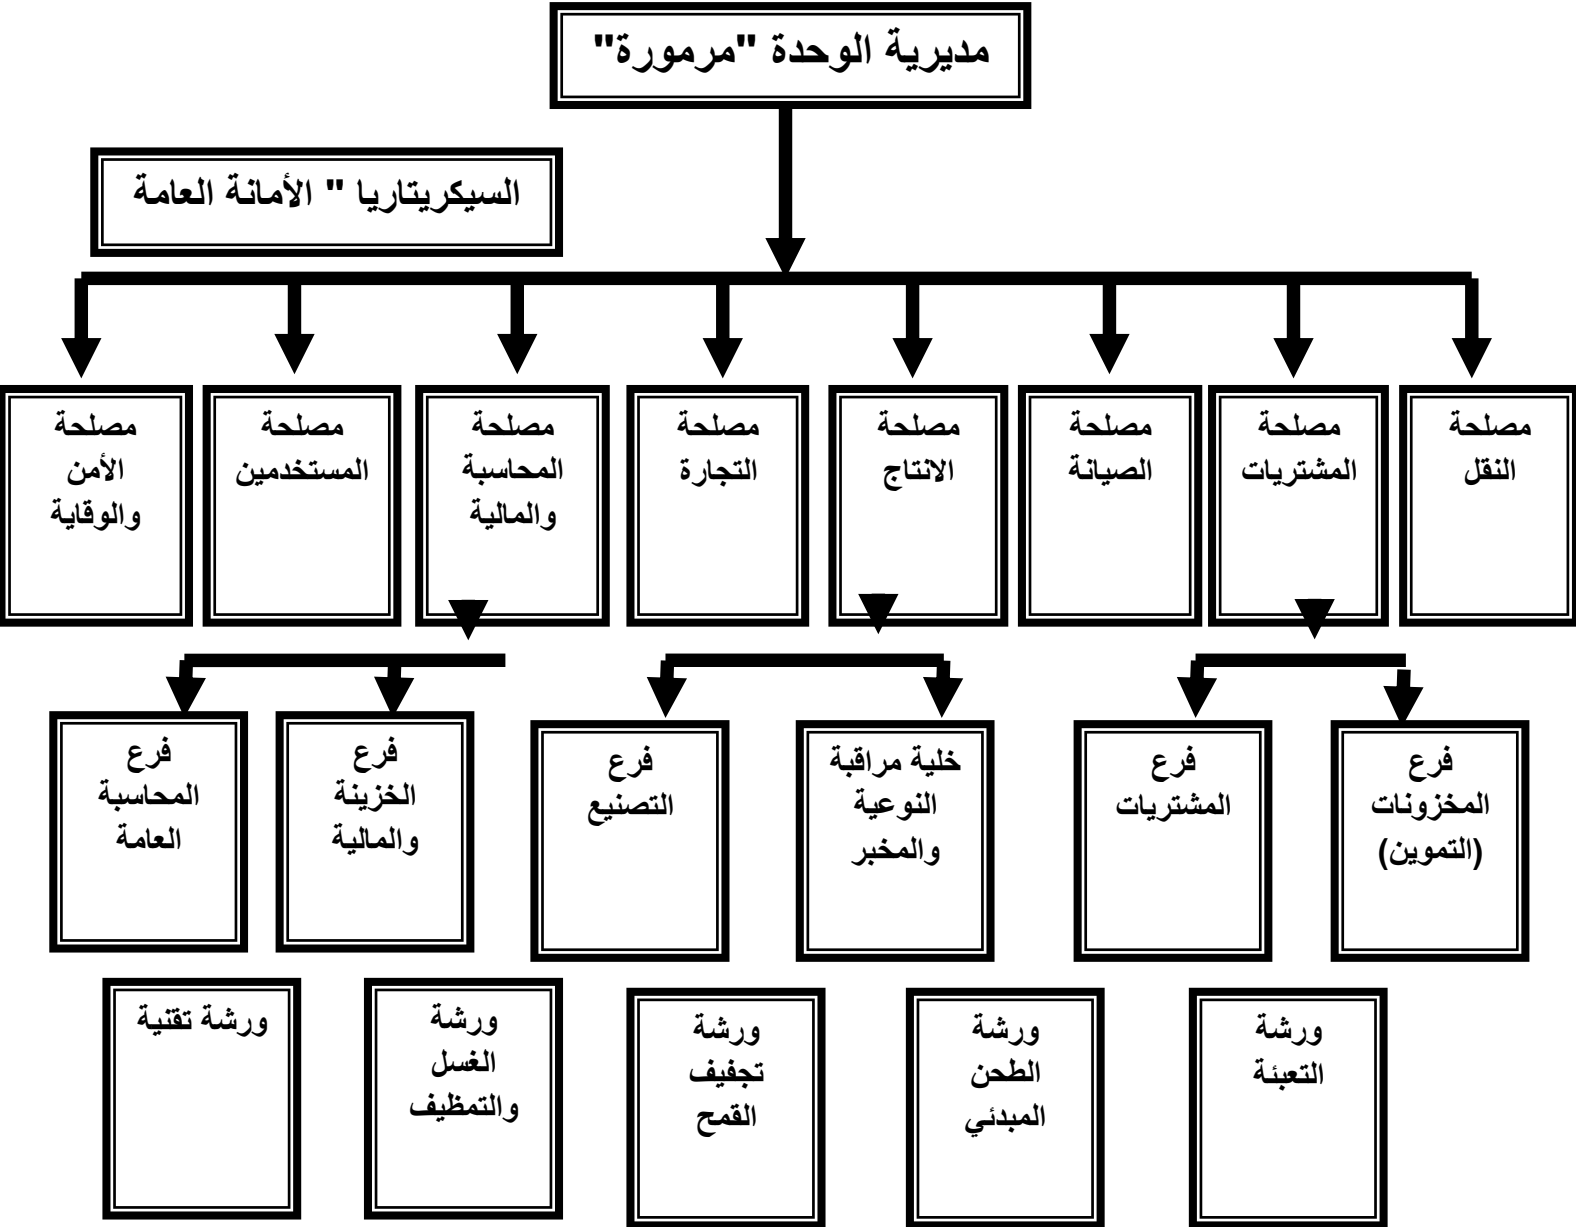 مديرية الوحدة "مرمورة"
السيكريتاريا " الأمانة العامة
مصلحة
النقل
مصلحة
المشتريات
مصلحة
الصيانة
مصلحة
الانتاج
مصلحة
التجارة
مصلحة
المحاسبة
والمالية
مصلحة
المستخدمين
مصلحة
الأمن
والوقاية
فرع
المخزونات
(التموين)
فرع
المشتريات
خلية مراقبة
النوعية
والمخبر
فرع
التصنيع
فرع
الخزينة
والمالية
فرع
المحاسبة
العامة
ورشة
التعبئة
ورشة
الطحن
المبدئي
ورشة
تجفيف
القمح
ورشة
الغسل
والتمظيف
ورشة تقنية